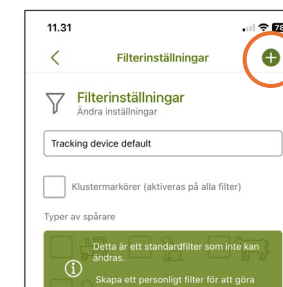 11.31
78
Filterinställningar
Filterinställningar
Ändra inställningar
Tracking device default
Klustermarkörer (aktiveras på alla filter)
Typer av spårare
Detta är ett standardfilter som inte kan
ändras.
Skapa ett personligt filter för att göra